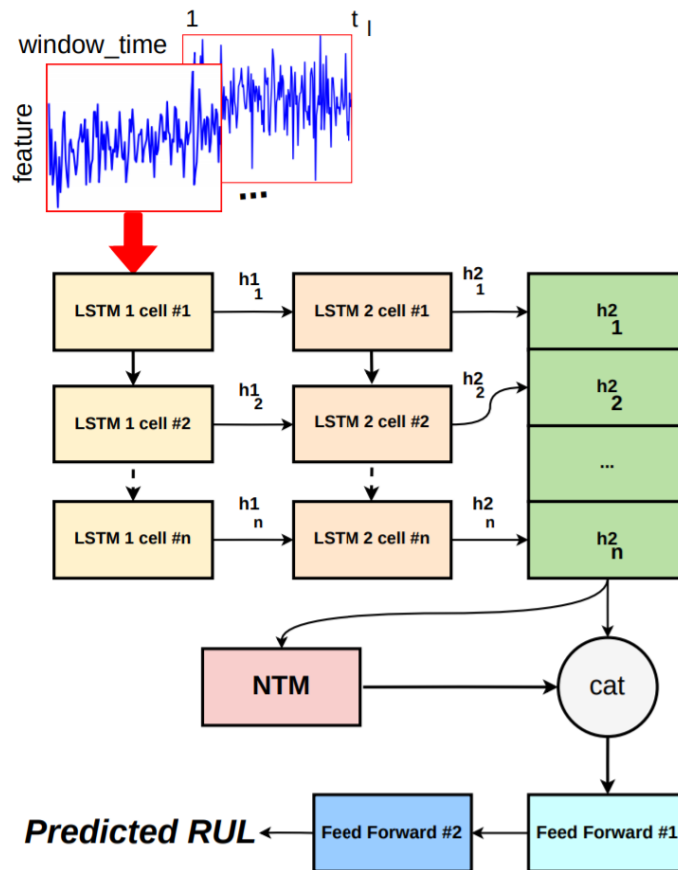 1 t l
window_time
feature
...
LSTM 1 cell #1
h1 1
LSTM 2 cell #1
h2 1
h2 1
LSTM 1 cell #2
h1 2
LSTM 2 cell #2
h2 2
h2 2
...
LSTM 1 cell #n
h1 n
LSTM 2 cell #n
h2 n
h2 n
NTM
cat
Predicted RUL
Feed Forward #2
Feed Forward #1